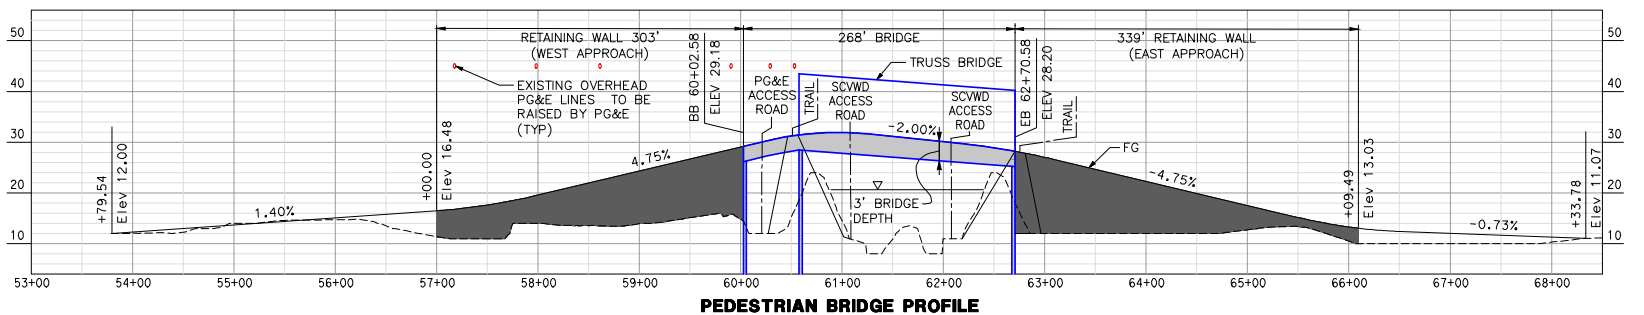 RETAINING WALL 303'
(WEST APPROACH)
268' BRIDGE
339' RETAINING WALL
(EAST APPROACH)
50
40
30
20
10
50
40
30
20
10
EXISTING OVERHEAD
PG&E LINES TO BE
RAISED BY PG&E
(TYP)
BB 60+02.58
ELEV 29.18
PG&E
ACCESS
ROAD
TRAIL
SCVWD
ACCESS
ROAD
TRUSS BRIDGE
SCVWD
ACCESS
ROAD
EB 62+70.58
ELEV 28.20
TRAIL
+79.54
Elev 12.00
1.40%
+00.00
Elev 16.48
4.75%
-2.00%
3' BRIDGE
DEPTH
FG
-4.75%
+09.49
Elev 13.03
-0.73%
+33.78
Elev 11.07
53+00 54+00 55+00 56+00 57+00 58+00 59+00 60+00 61+00 62+00 63+00 64+00 65+00 66+00 67+00 68+00
PEDESTRIAN BRIDGE PROFILE